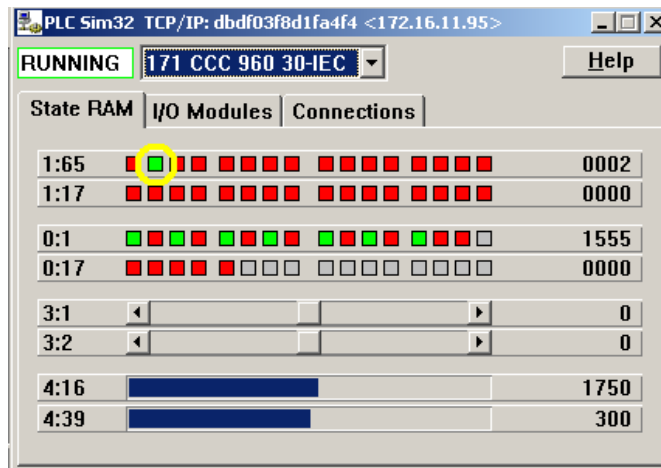 PLC Sim32 TCP/IP: dbdf03f8d1fa4f4 <172.16.11.95>
RUNNING 171 CCC 960 30-IEC Help
State RAM I/O Modules Connections
1:65 0002
1:17 0000
0:1 1555
0:17 0000
3:1 0
3:2 0
4:16 1750
4:39 300